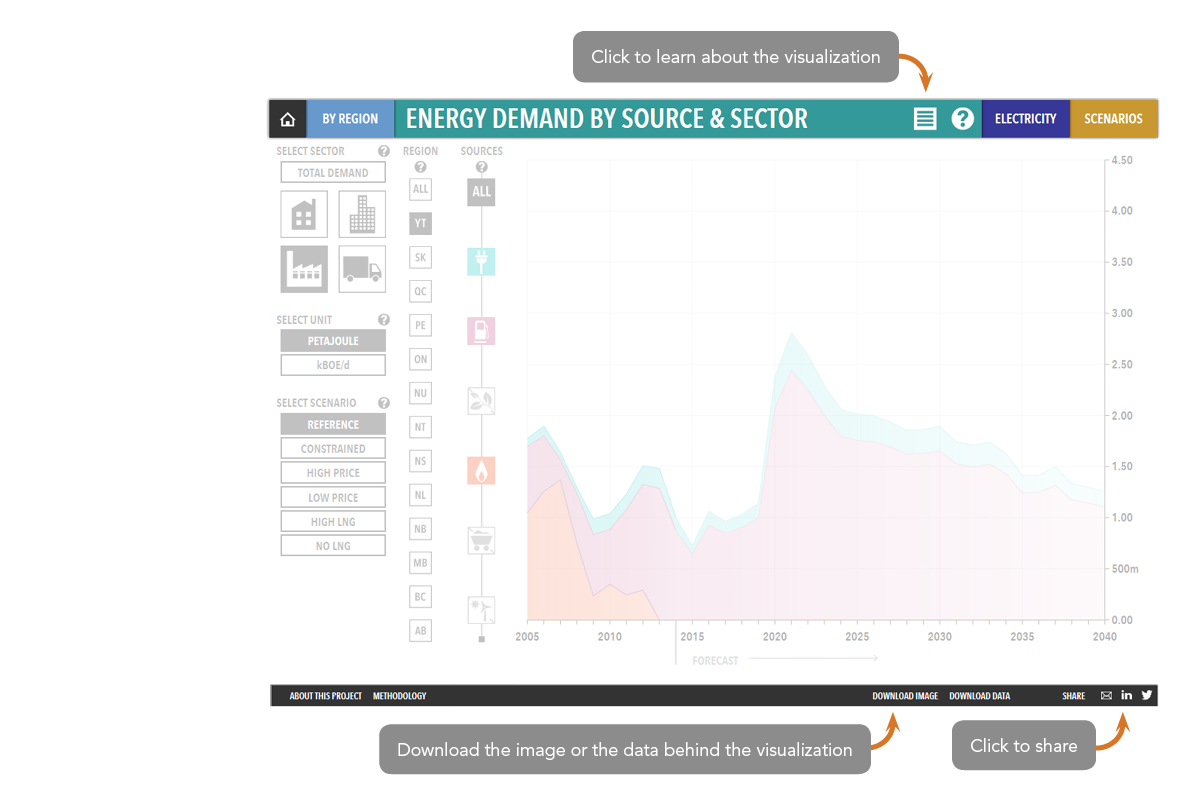 Click to learn about the visualization
BY REGION
ENERGY DEMAND BY SOURCE & SECTOR
?
ELECTRICITY
SCENARIOS
SELECT SECTOR ?
TOTAL DEMAND
SELECT UNIT ?
PETAJOULE
kBOE/d
SELECT SCENARIO ?
REFERENCE
CONSTRAINED
HIGH PRICE
LOW PRICE
HIGH LNG
NO LNG
REGION
?
ALL
YT
SK
QC
PE
ON
NU
NT
NS
NL
NB
MB
BC
AB
SOURCES
?
ALL
4.50
4.00
3.50
3.00
2.50
2.00
1.50
1.00
500m
0.00
2005 2010 2015 2020 2025 2030 2035 2040
FORECAST
ABOUT THIS PROJECT METHODOLOGY DOWNLOAD IMAGE DOWNLOAD DATA SHARE in
Download the image or the data behind the visualization
Click to share